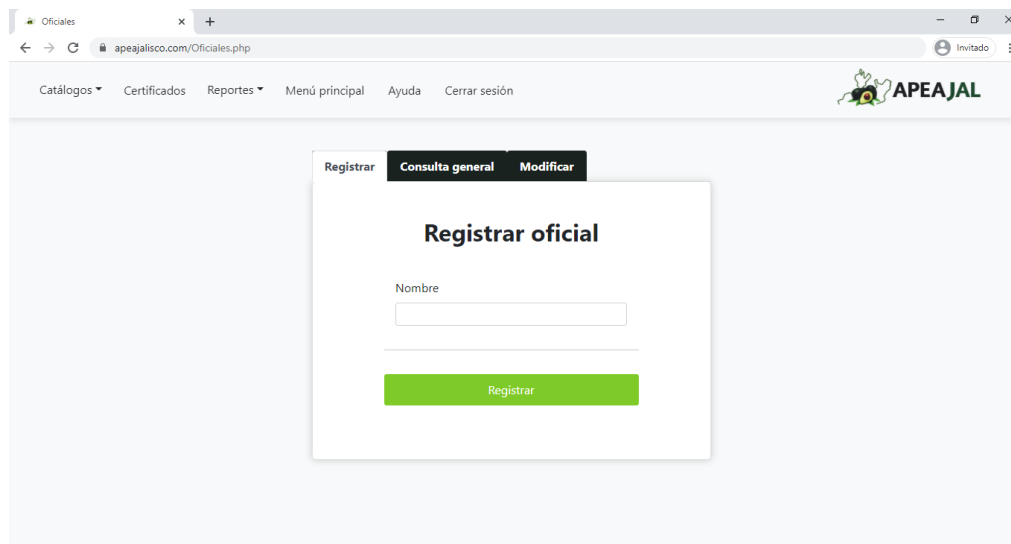 Oficiales
apeajalisco.com/Oficiales.php
Invitado
Catálogos Certificados Reportes Menú principal Ayuda Cerrar sesión
APEAJAL
Registrar Consulta general Modificar
Registrar oficial
Nombre
Registrar